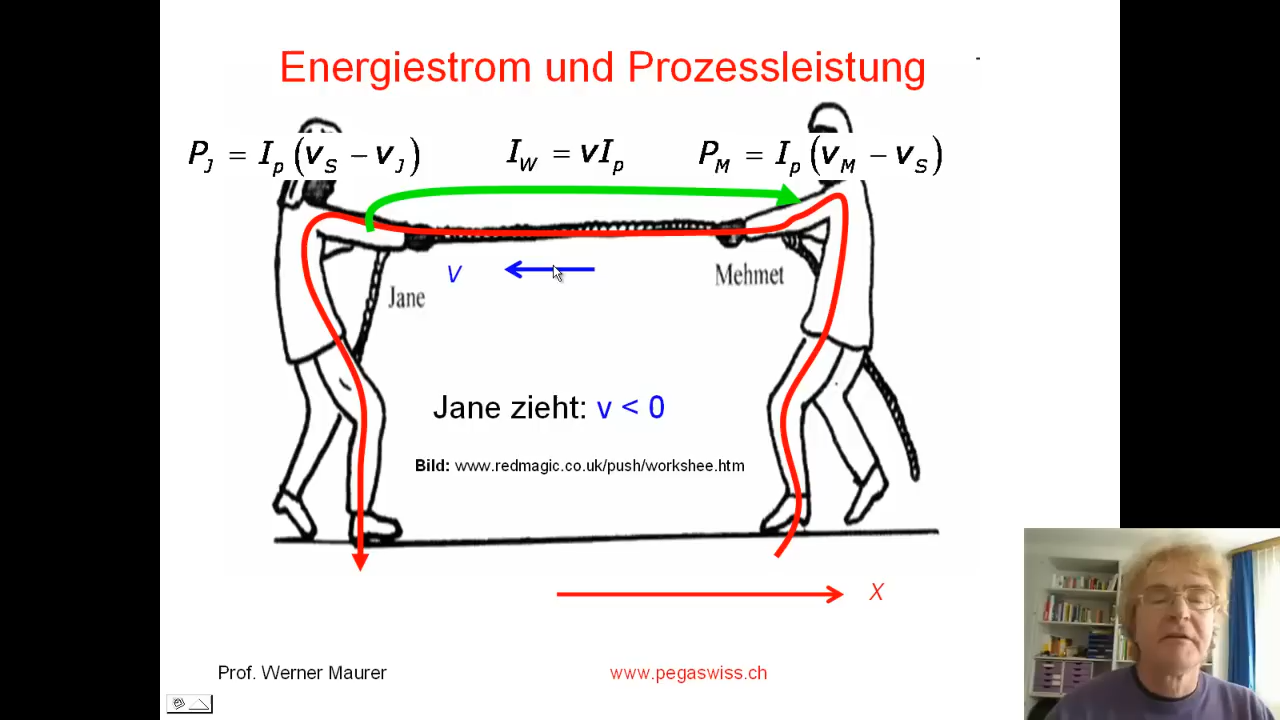 Energiestrom und Prozessleistung
P_J = I_p (v_S − v_J)
I_W = vI_p
P_M = I_p (v_M − v_S)
v
Jane
Mehmet
Jane zieht: v < 0
Bild: www.redmagic.co.uk/push/workshee.htm
x
Prof. Werner Maurer
www.pegaswiss.ch